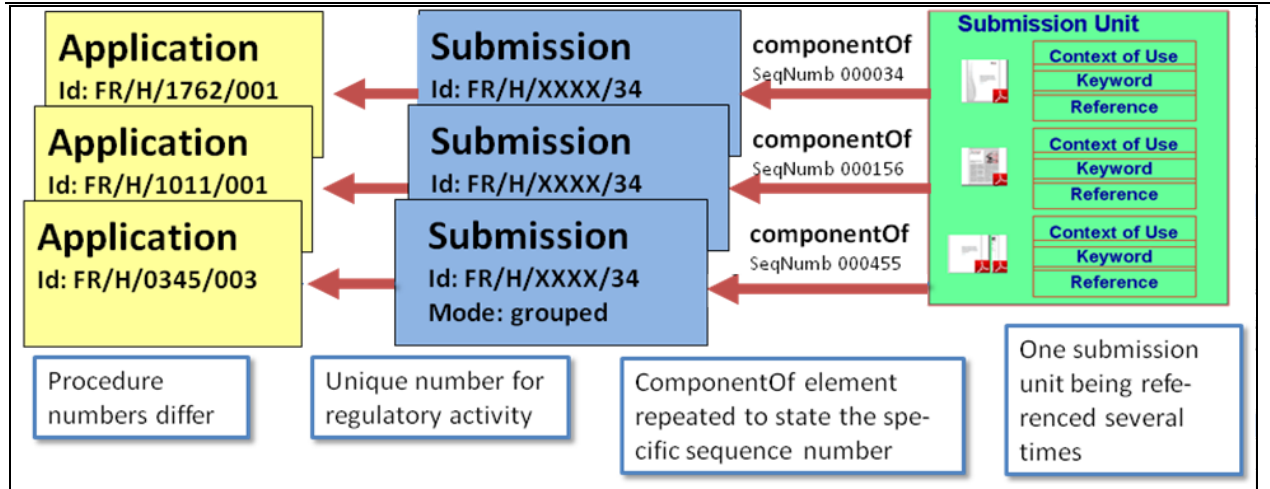 Application
Id: FR/H/1762/001
Application
Id: FR/H/1011/001
Application
Id: FR/H/0345/003
Submission
Id: FR/H/XXXX/34
Submission
Id: FR/H/XXXX/34
Submission
Id: FR/H/XXXX/34
Mode: grouped
componentOf
SeqNumb 000034
componentOf
SeqNumb 000156
componentOf
SeqNumb 000455
Submission Unit
Context of Use
Keyword
Reference
Context of Use
Keyword
Reference
Context of Use
Keyword
Reference
Procedure
numbers differ
Unique number for
regulatory activity
ComponentOf element
repeated to state the spe-
cific sequence number
One submission
unit being refe-
renced several
times